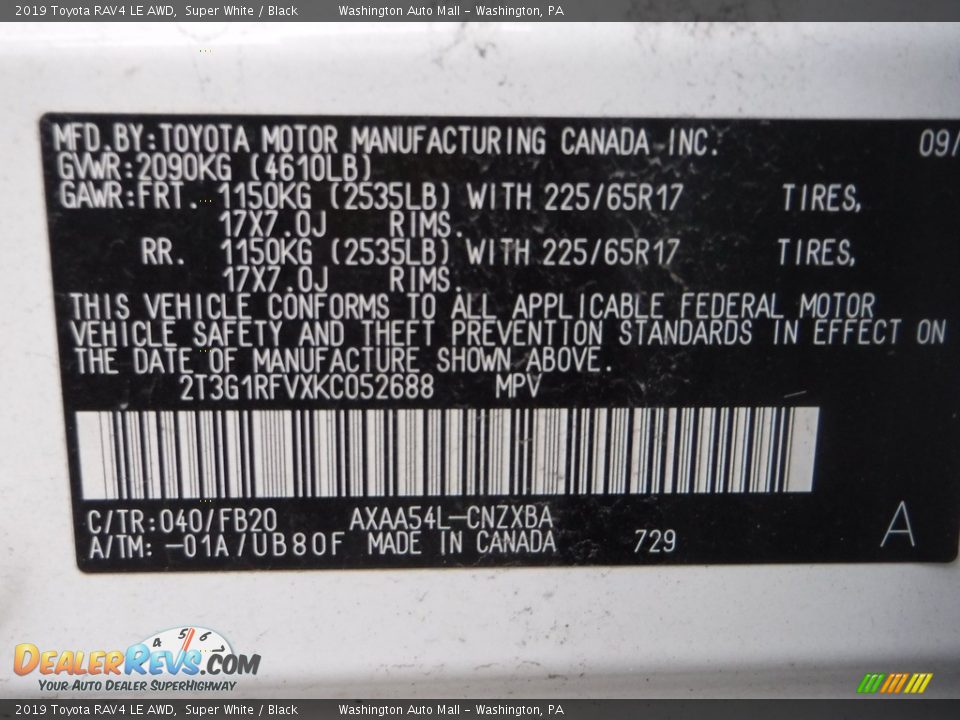 2019 Toyota RAV4 LE AWD, Super White / Black Washington Auto Mall - Washington, PA
MFD.BY:TOYOTA MOTOR MANUFACTURING CANADA INC. 09/
GVWR:2090KG (4610LB)
GAWR:FRT. 1150KG (2535LB) WITH 225/65R17 TIRES,
17X7.0J RIMS.
RR. 1150KG (2535LB) WITH 225/65R17 TIRES,
17X7.0J RIMS.
THIS VEHICLE CONFORMS TO ALL APPLICABLE FEDERAL MOTOR
VEHICLE SAFETY AND THEFT PREVENTION STANDARDS IN EFFECT ON
THE DATE OF MANUFACTURE SHOWN ABOVE.
2T3G1RFVXKC052688 MPV
C/TR:040/FB20 AXAA54L-CNZXBA A
A/TM: -01A/UB80F MADE IN CANADA 729
4 5 6 7
DealerRevs.com
Your Auto Dealer SuperHighway
2019 Toyota RAV4 LE AWD, Super White / Black Washington Auto Mall - Washington, PA